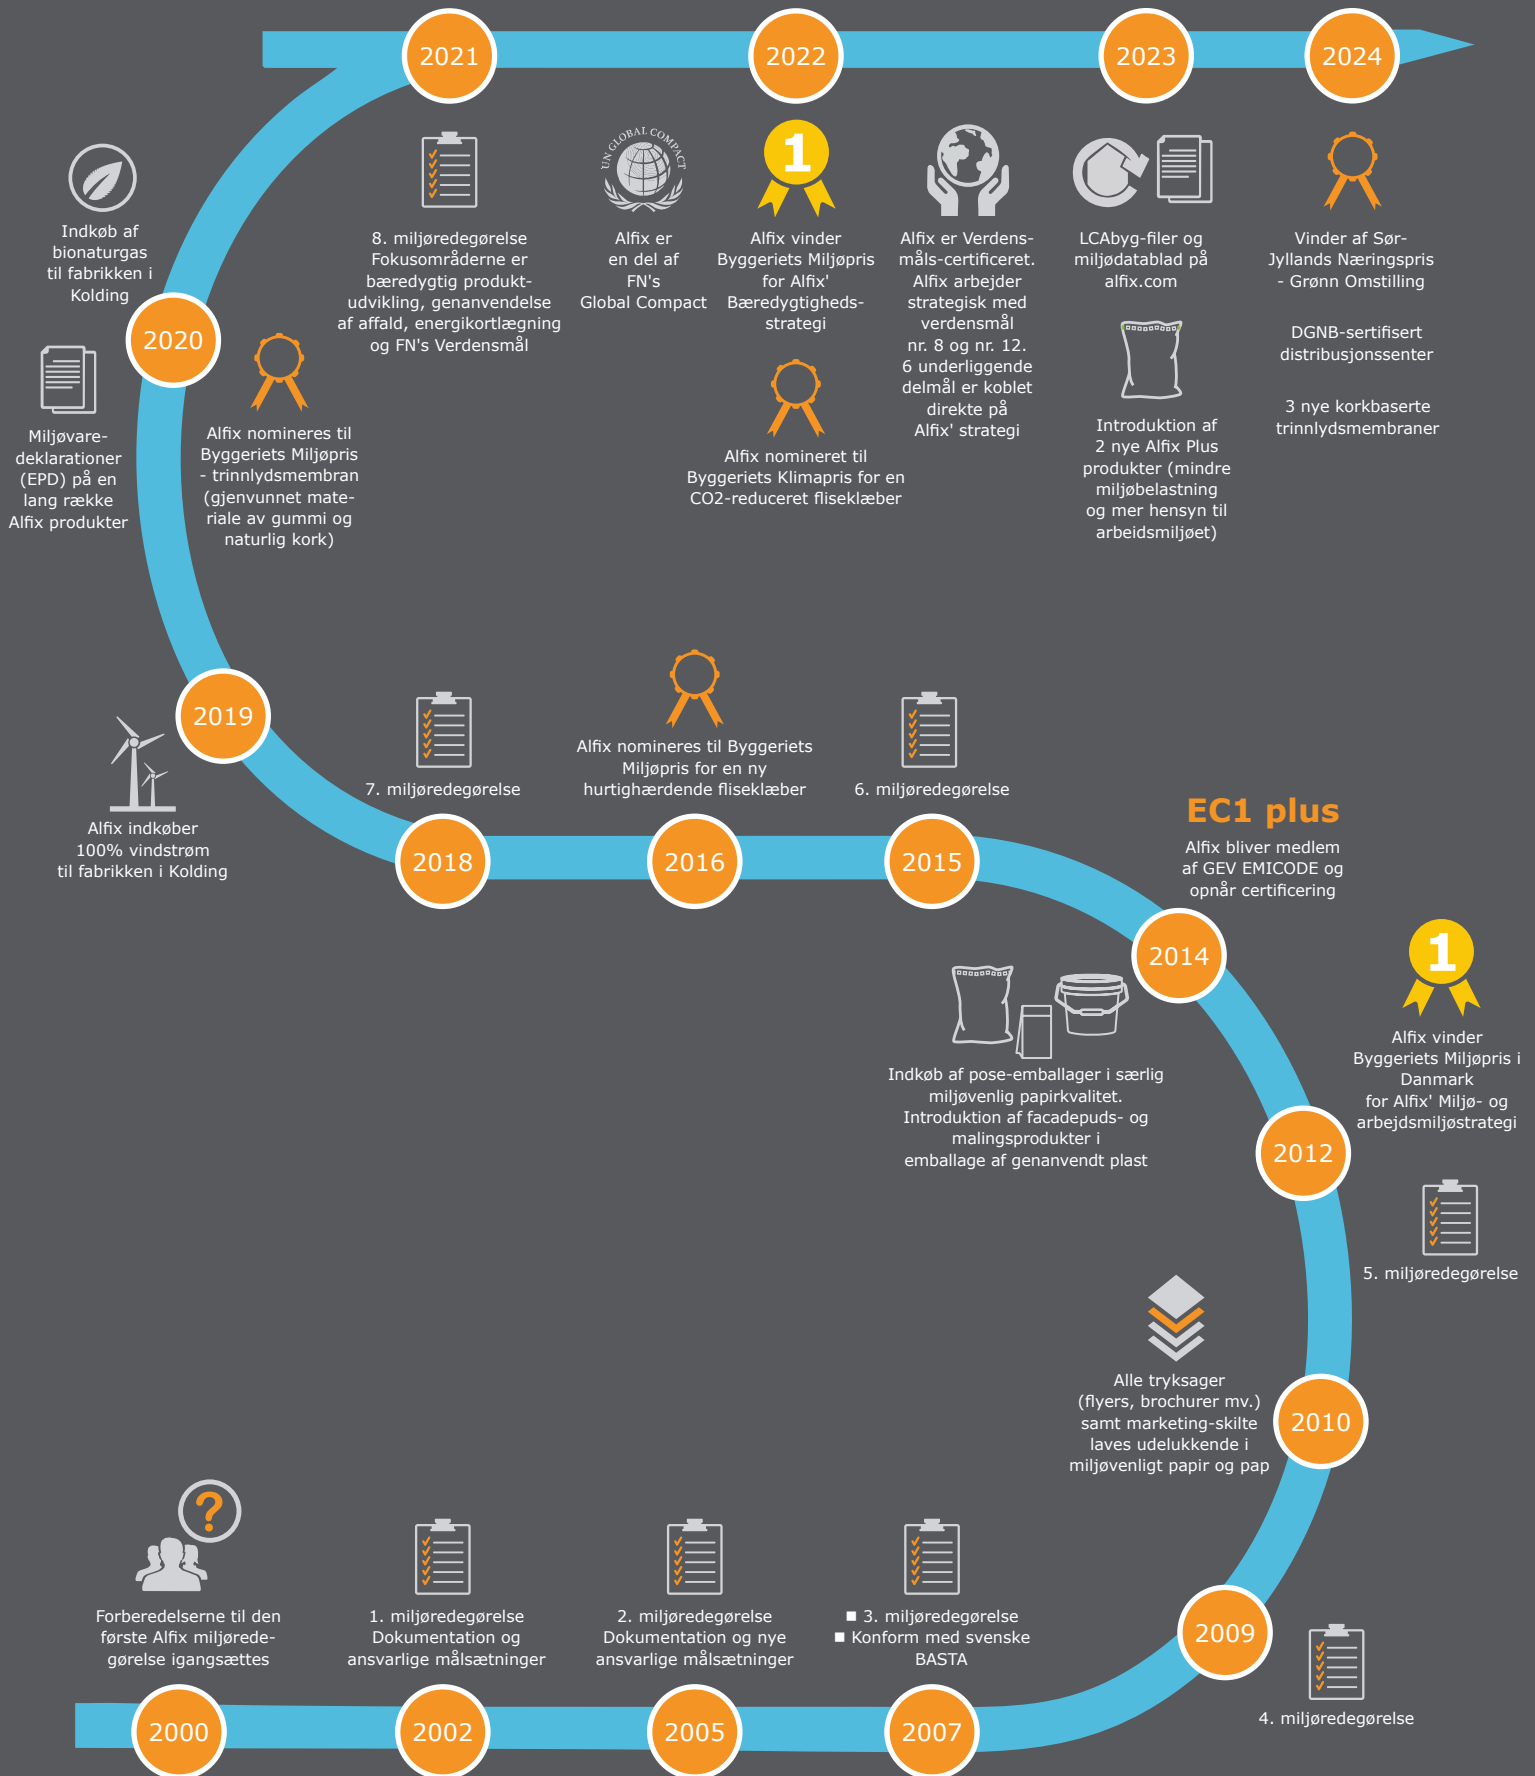 2021
2022
2023
2024
Indkøb af
bionaturgas
til fabrikken i
Kolding
8. miljøredegørelse
Fokusområderne er
bæredygtig produkt-
udvikling, genanvendelse
af affald, energikortlægning
og FN's Verdensmål
UN GLOBAL COMPACT
Alfix er
en del af
FN's
Global Compact
1
Alfix vinder
Byggeriets Miljøpris
for Alfix'
Bæredygtigheds-
strategi
Alfix nomineret til
Byggeriets Klimapris for en
CO2-reduceret fliseklæber
Alfix er Verdens-
måls-certificeret.
Alfix arbejder
strategisk med
verdensmål
nr. 8 og nr. 12.
6 underliggende
delmål er koblet
direkte på
Alfix' strategi
LCAbyg-filer og
miljødatablad på
alfix.com
Introduktion af
2 nye Alfix Plus
produkter (mindre
miljøbelastning
og mer hensyn til
arbeidsmiljøet)
Vinder af Sør-
Jyllands Næringspris
- Grønn Omstilling
DGNB-sertifisert
distribusjonssenter
3 nye korkbaserte
trinnlydsmembraner
2020
Miljøvare-
deklarationer
(EPD) på en
lang række
Alfix produkter
Alfix nomineres til
Byggeriets Miljøpris
- trinnlydsmembran
(gjenvunnet mate-
riale av gummi og
naturlig kork)
2019
Alfix indkøber
100% vindstrøm
til fabrikken i Kolding
7. miljøredegørelse
2018
Alfix nomineres til Byggeriets
Miljøpris for en ny
hurtighærdende fliseklæber
2016
6. miljøredegørelse
2015
EC1 plus
Alfix bliver medlem
af GEV EMICODE og
opnår certificering
2014
Indkøb af pose-emballager i særlig
miljøvenlig papirkvalitet.
Introduktion af facadepuds- og
malingsprodukter i
emballage af genanvendt plast
1
Alfix vinder
Byggeriets Miljøpris i
Danmark
for Alfix' Miljø- og
arbejdsmiljøstrategi
2012
5. miljøredegørelse
Alle tryksager
(flyers, brochurer mv.)
samt marketing-skilte
laves udelukkende i
miljøvenligt papir og pap
2010
2009
4. miljøredegørelse
?
Forberedelserne til den
første Alfix miljørede-
gørelse igangsættes
2000
1. miljøredegørelse
Dokumentation og
ansvarlige målsætninger
2002
2. miljøredegørelse
Dokumentation og nye
ansvarlige målsætninger
2005
■ 3. miljøredegørelse
■ Konform med svenske
BASTA
2007